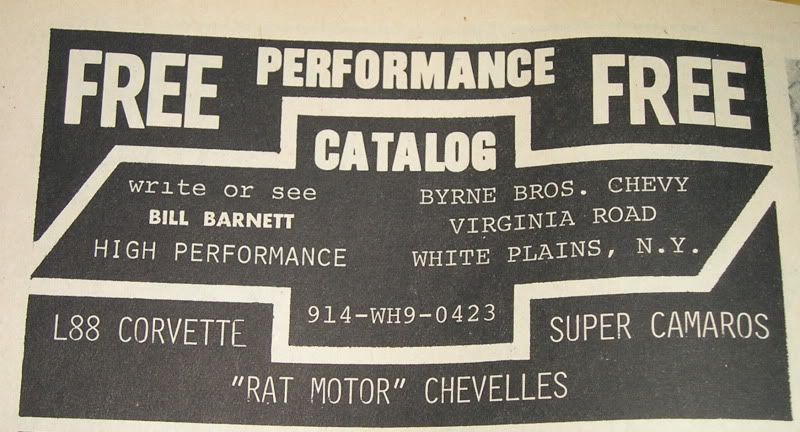 FREE PERFORMANCE FREE
CATALOG
write or see
BILL BARNETT
HIGH PERFORMANCE
BYRNE BROS. CHEVY
VIRGINIA ROAD
WHITE PLAINS, N.Y.
914-WH9-0423
L88 CORVETTE
SUPER CAMAROS
"RAT MOTOR" CHEVELLES